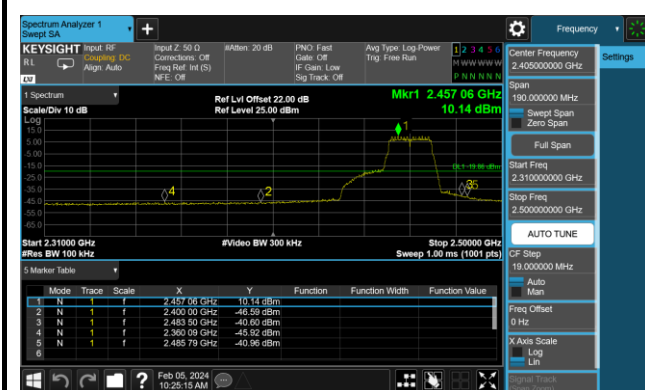 Spectrum Analyzer 1
Swept SA
Frequency
KEYSIGHT Input: RF Input Z: 50 Ω #Atten: 20 dB PNO: Fast Avg Type: Log-Power 1 2 3 4 5 6
RL Coupling: DC Corrections: Off Gate: Off Trig: Free Run M W W W W W
Align: Auto Freq Ref: Int (S) IF Gain: Low
NFE: Off Sig Track: Off P N N N N N
Center Frequency
2.405000000 GHz
Settings
1 Spectrum
Ref Lvl Offset 22.00 dB Mkr1 2.457 06 GHz
Scale/Div 10 dB Ref Level 25.00 dBm 10.14 dBm
Span
190.000000 MHz
Swept Span
Zero Span
Full Span
Start Freq
2.310000000 GHz
Stop Freq
2.500000000 GHz
AUTO TUNE
CF Step
19.000000 MHz
Auto
Man
Freq Offset
0 Hz
X Axis Scale
Log
Lin
Signal Track
Log
15.0
5.00
-5.00
-15.0
-25.0
-35.0
-45.0
-55.0
-65.0
1
4
2
Start 2.31000 GHz #Video BW 300 kHz Stop 2.50000 GHz
#Res BW 100 kHz Sweep 1.00 ms (1001 pts)
5 Marker Table
Mode Trace Scale X Y Function Function Width Function Value
1 N 1 f 2.457 06 GHz 10.14 dBm
2 N 1 f 2.400 00 GHz -46.59 dBm
3 N 1 f 2.483 50 GHz -40.60 dBm
4 N 1 f 2.360 09 GHz -45.92 dBm
5 N 1 f 2.485 79 GHz -40.96 dBm
6
Feb 05, 2024
10:25:15 AM